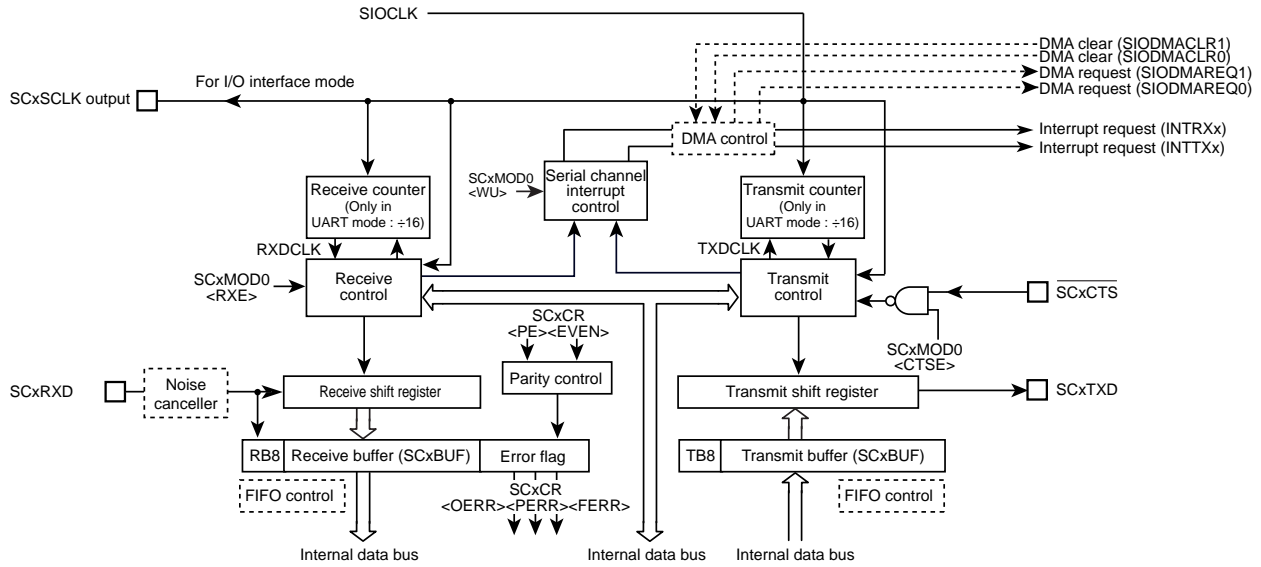 SIOCLK
DMA clear (SIODMACLR1)
DMA clear (SIODMACLR0)
DMA request (SIODMAREQ1)
DMA request (SIODMAREQ0)
For I/O interface mode
SCxSCLK output
DMA control
Interrupt request (INTRXx)
Interrupt request (INTTXx)
Receive counter
(Only in
UART mode : ÷16)
SCxMOD0
<WU>
Serial channel
interrupt
control
Transmit counter
(Only in
UART mode : ÷16)
RXDCLK
TXDCLK
SCxMOD0
<RXE>
Receive
control
Transmit
control
SCxCTS
SCxCR
<PE><EVEN>
SCxMOD0
<CTSE>
SCxRXD
Noise
canceller
Receive shift register
Parity control
Transmit shift register
SCxTXD
RB8
Receive buffer (SCxBUF)
Error flag
TB8
Transmit buffer (SCxBUF)
FIFO control
SCxCR
<OERR><PERR><FERR>
FIFO control
Internal data bus
Internal data bus
Internal data bus